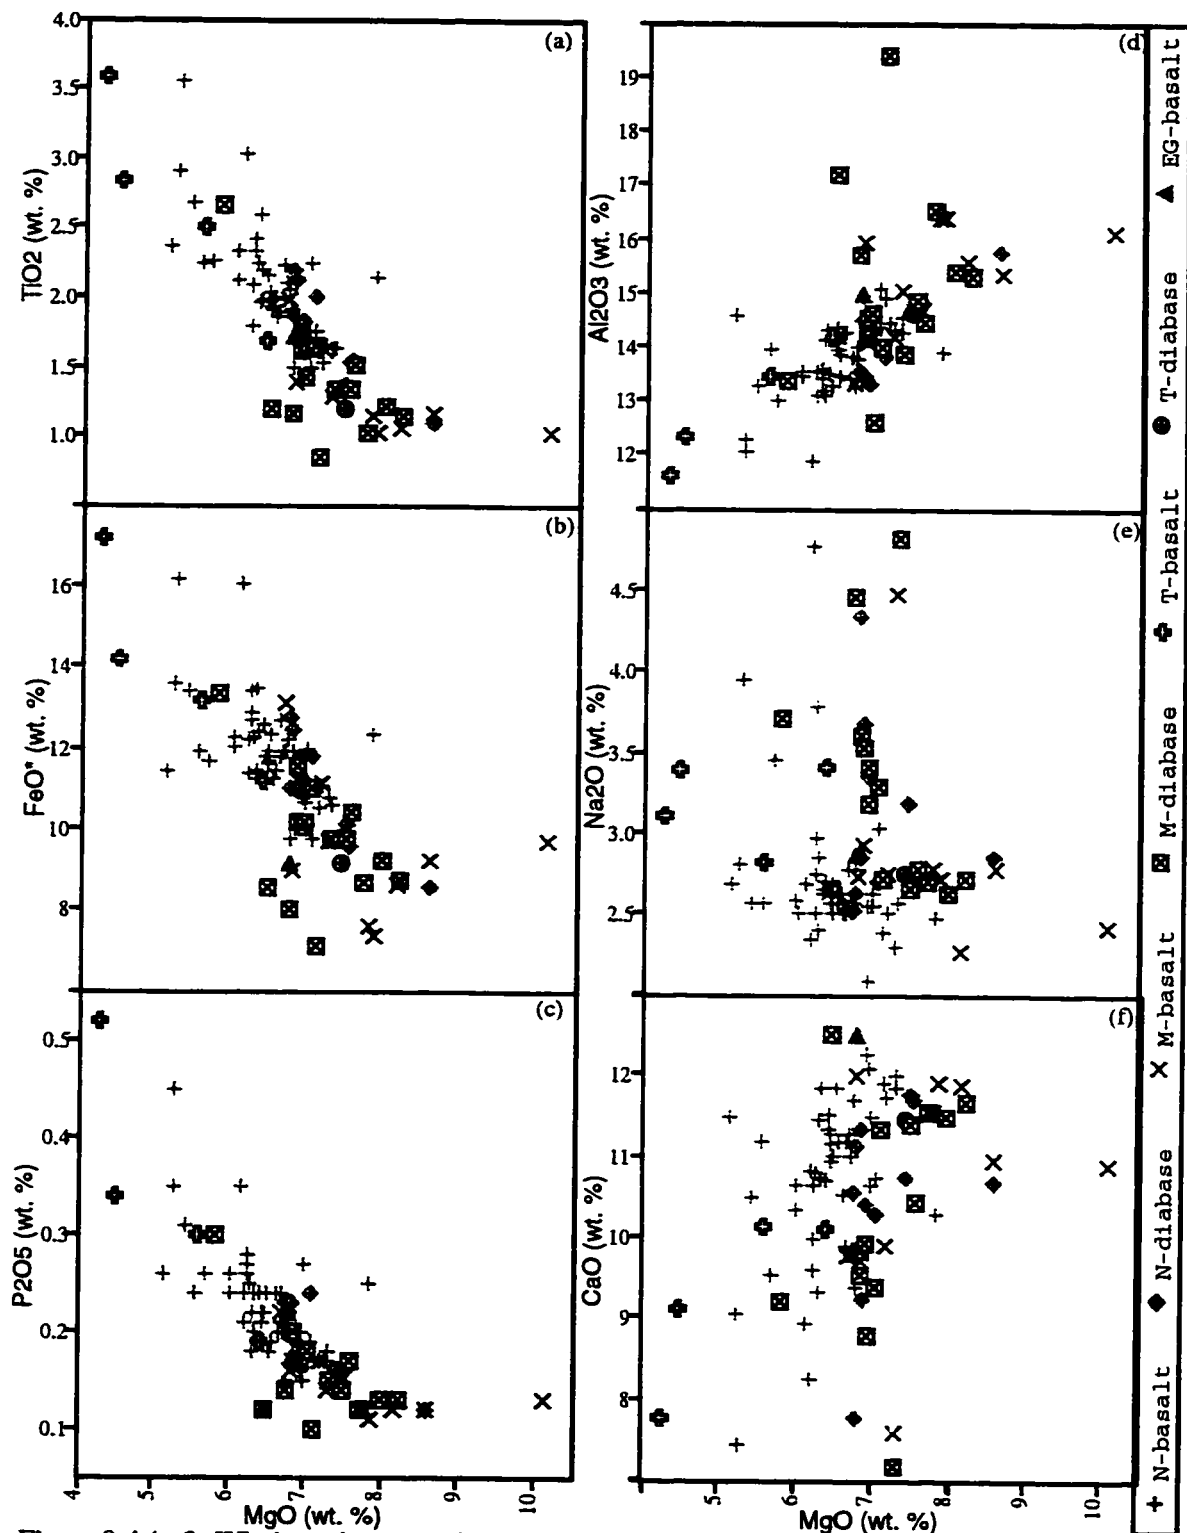 (a)
TiO2 (wt. %)
4.0
3.5
3.0
2.5
2.0
1.5
1.0
(b)
FeO* (wt. %)
16
14
12
10
8
(c)
P2O5 (wt. %)
0.5
0.4
0.3
0.2
0.1
4 5 6 7 8 9 10
MgO (wt. %)
(d)
Al2O3 (wt. %)
19
18
17
16
15
14
13
12
(e)
Na2O (wt. %)
4.5
4.0
3.5
3.0
2.5
(f)
CaO (wt. %)
12
11
10
9
8
5 6 7 8 9 10
MgO (wt. %)
N-basalt
N-diabase
M-basalt
M-diabase
T-basalt
T-diabase
EG-basalt